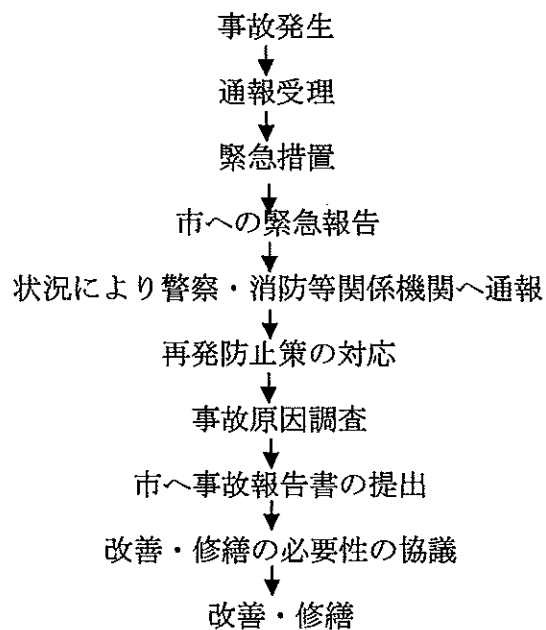 事故発生
通報受理
緊急措置
市への緊急報告
状況により警察・消防等関係機関へ通報
再発防止策の対応
事故原因調査
市へ事故報告書の提出
改善・修繕の必要性の協議
改善・修繕